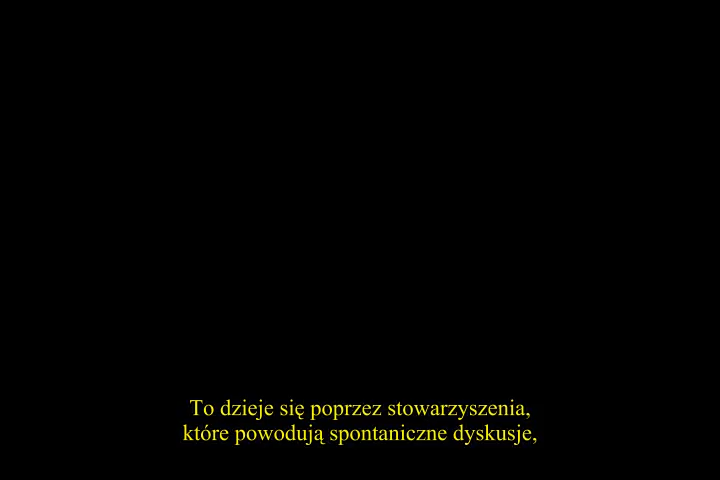 To dzieje się poprzez stowarzyszenia,
które powodują spontaniczne dyskusje,